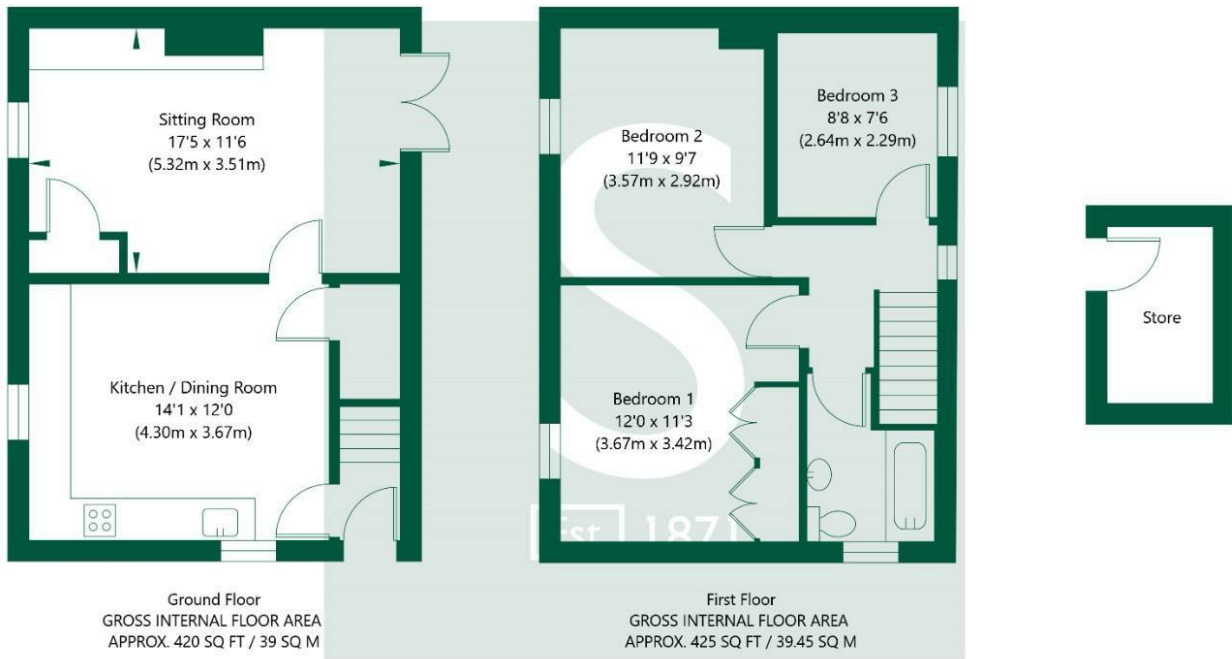 Sitting Room
17'5 x 11'6
(5.32m x 3.51m)
Kitchen / Dining Room
14'1 x 12'0
(4.30m x 3.67m)
Ground Floor
GROSS INTERNAL FLOOR AREA
APPROX. 420 SQ FT / 39 SQ M
Bedroom 2
11'9 x 9'7
(3.57m x 2.92m)
Bedroom 3
8'8 x 7'6
(2.64m x 2.29m)
Bedroom 1
12'0 x 11'3
(3.67m x 3.42m)
S
Est 1871
First Floor
GROSS INTERNAL FLOOR AREA
APPROX. 425 SQ FT / 39.45 SQ M
Store